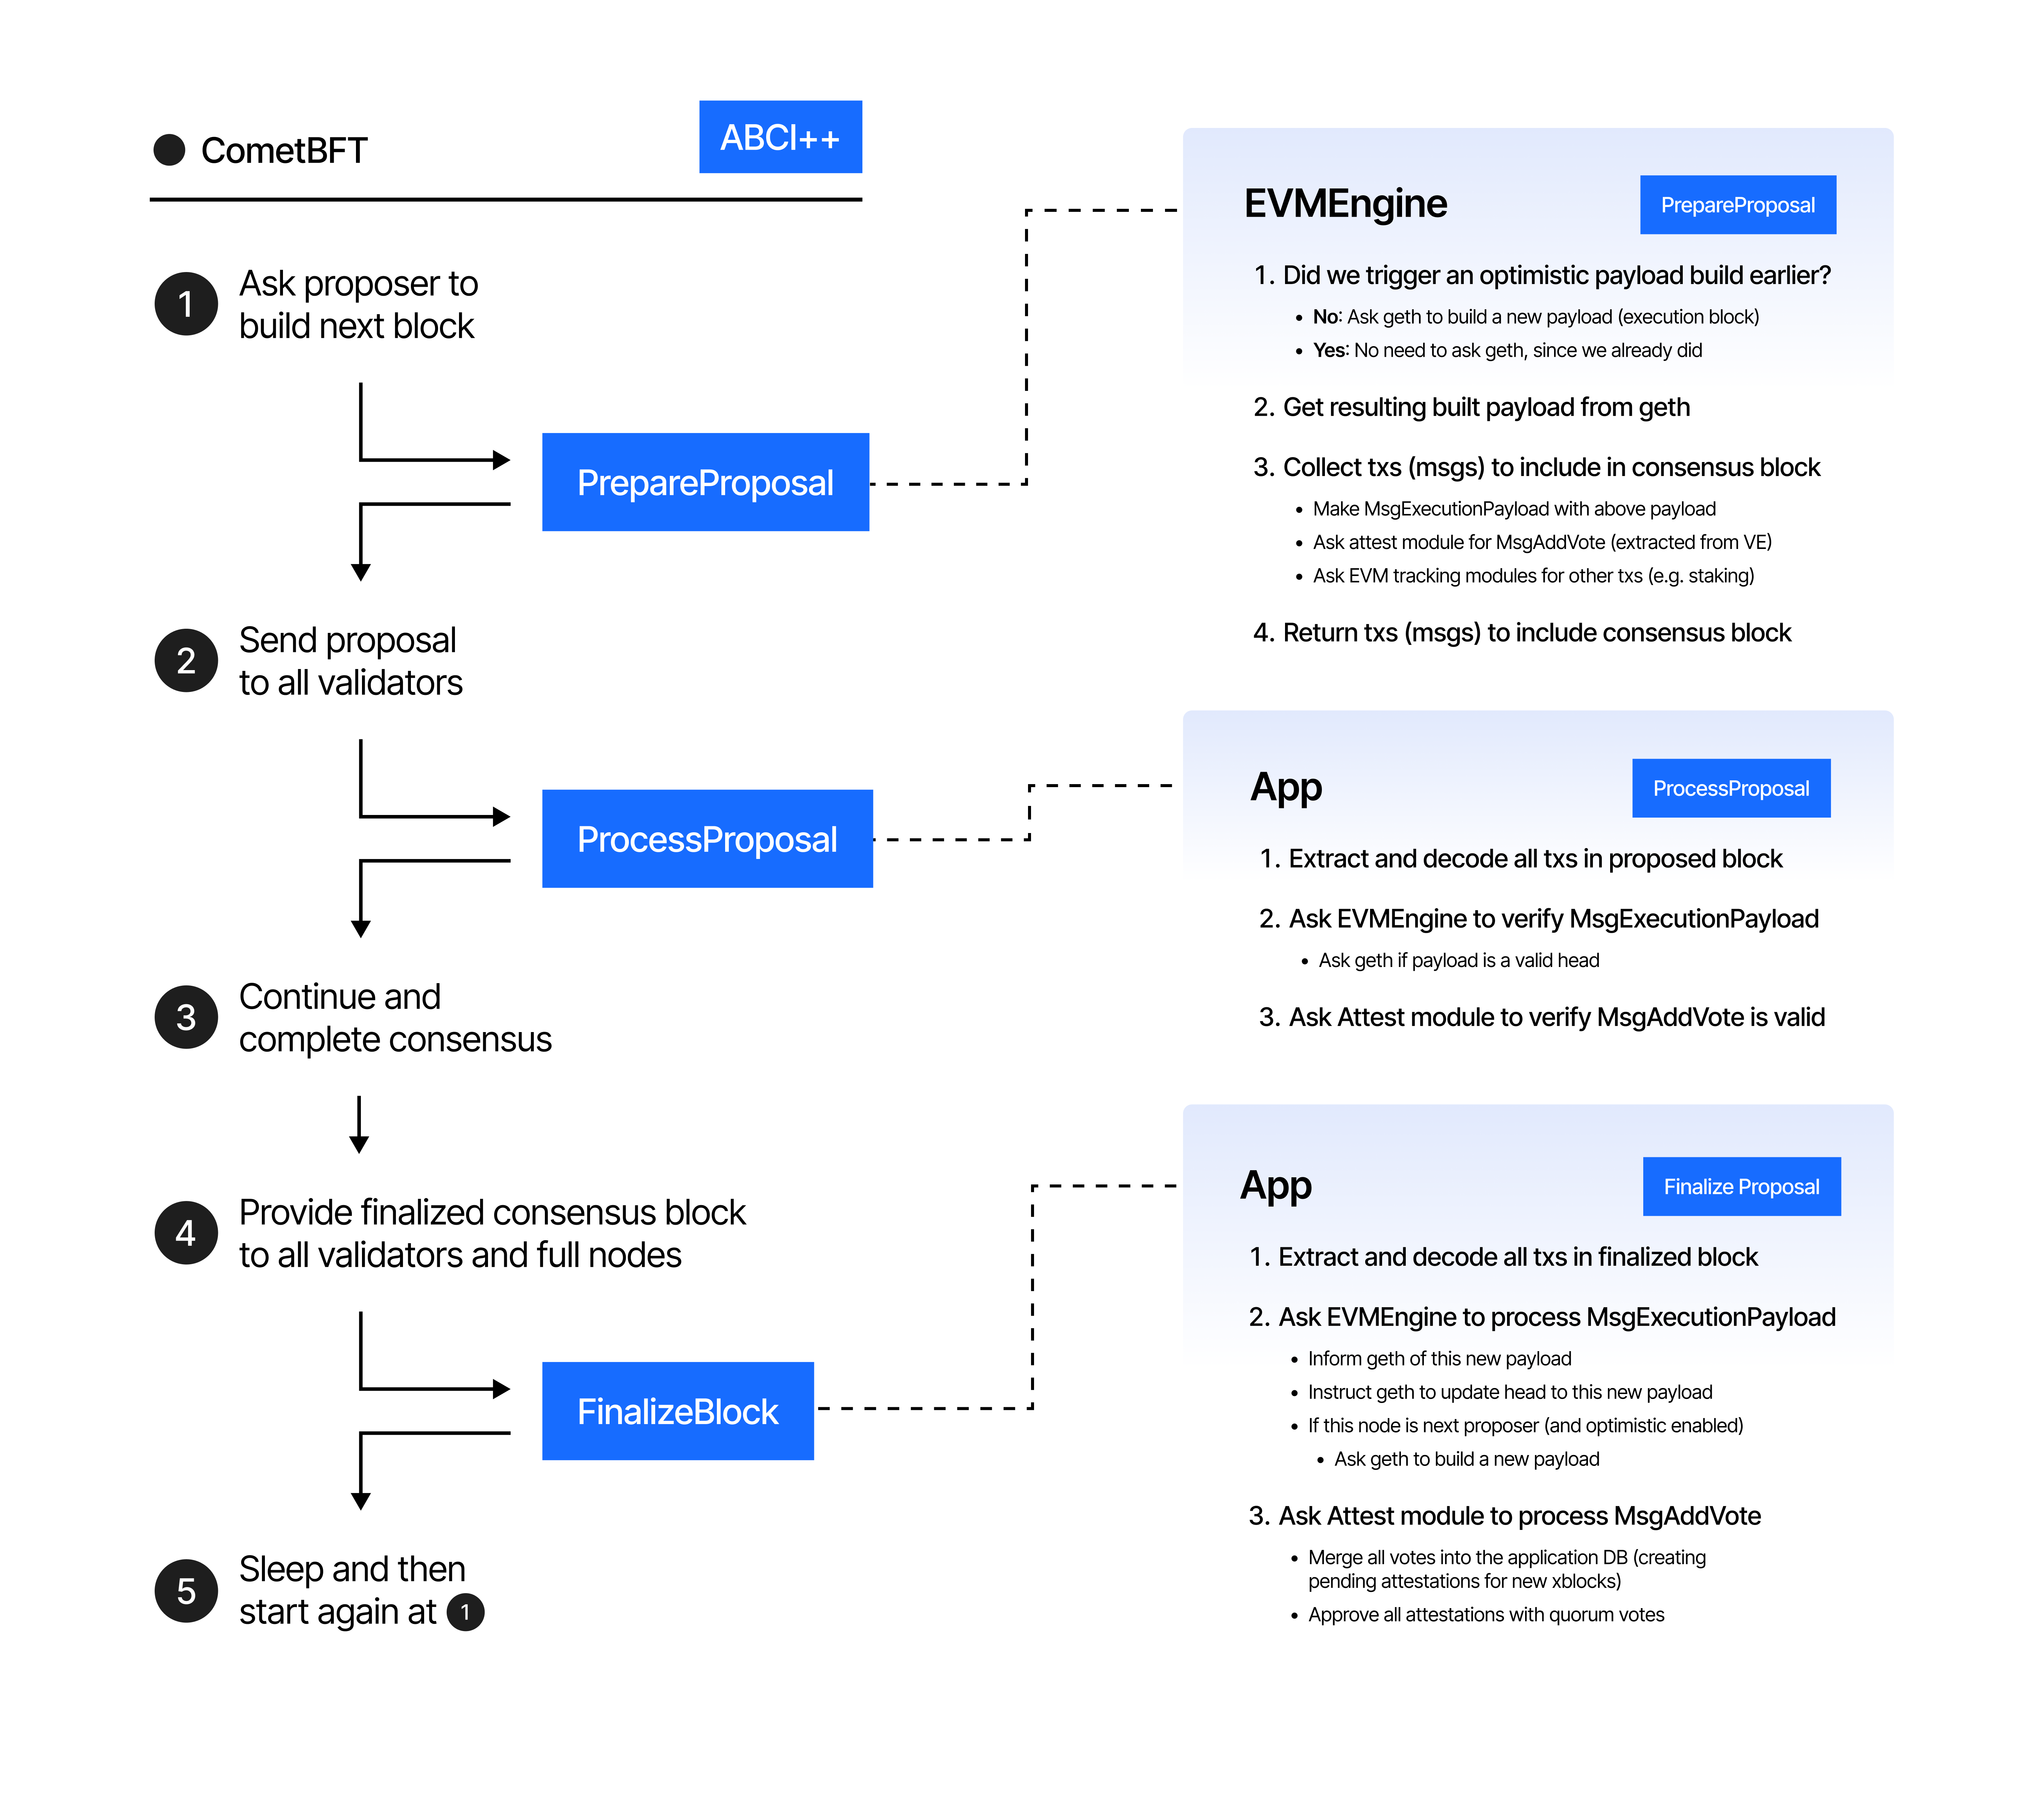 CometBFT
ABCI++
1
Ask proposer to
build next block
PrepareProposal
2
Send proposal
to all validators
ProcessProposal
3
Continue and
complete consensus
4
Provide finalized consensus block
to all validators and full nodes
FinalizeBlock
5
Sleep and then
start again at 1
EVMEngine
PrepareProposal
1. Did we trigger an optimistic payload build earlier?
• No: Ask geth to build a new payload (execution block)
• Yes: No need to ask geth, since we already did
2. Get resulting built payload from geth
3. Collect txs (msgs) to include in consensus block
• Make MsgExecutionPayload with above payload
• Ask attest module for MsgAddVote (extracted from VE)
• Ask EVM tracking modules for other txs (e.g. staking)
4. Return txs (msgs) to include consensus block
App
ProcessProposal
1. Extract and decode all txs in proposed block
2. Ask EVMEngine to verify MsgExecutionPayload
• Ask geth if payload is a valid head
3. Ask Attest module to verify MsgAddVote is valid
App
Finalize Proposal
1. Extract and decode all txs in finalized block
2. Ask EVMEngine to process MsgExecutionPayload
• Inform geth of this new payload
• Instruct geth to update head to this new payload
• If this node is next proposer (and optimistic enabled)
• Ask geth to build a new payload
3. Ask Attest module to process MsgAddVote
• Merge all votes into the application DB (creating
pending attestations for new xblocks)
• Approve all attestations with quorum votes